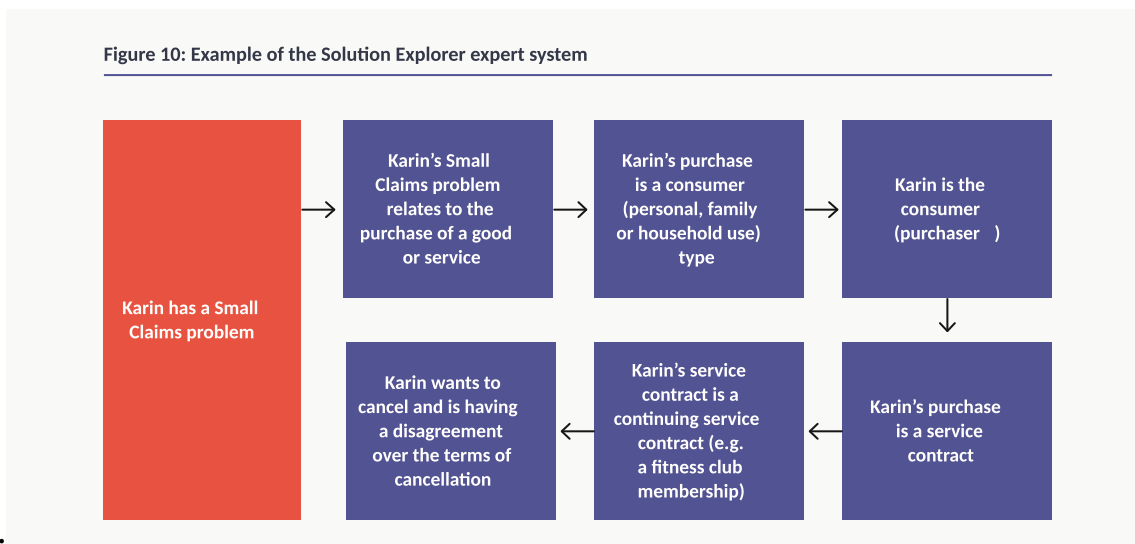 Figure 10: Example of the Solution Explorer expert system
Karin has a Small
Claims problem
Karin’s Small
Claims problem
relates to the
purchase of a good
or service
Karin’s purchase
is a consumer
(personal, family
or household use)
type
Karin is the
consumer
(purchaser )
Karin’s purchase
is a service
contract
Karin’s service
contract is a
continuing service
contract (e.g.
a fitness club
membership)
Karin wants to
cancel and is having
a disagreement
over the terms of
cancellation